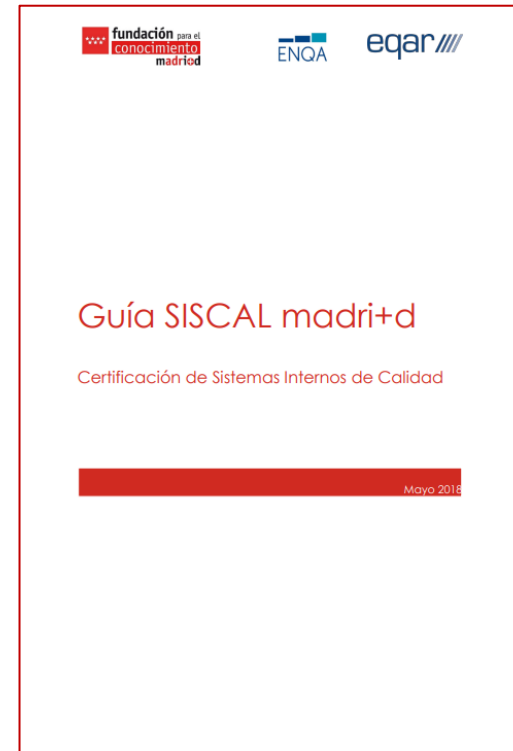 fundación para el
conocimiento
madri+d
ENQA
eqar////
Guía SISCAL madri+d
Certificación de Sistemas Internos de Calidad
Mayo 2018